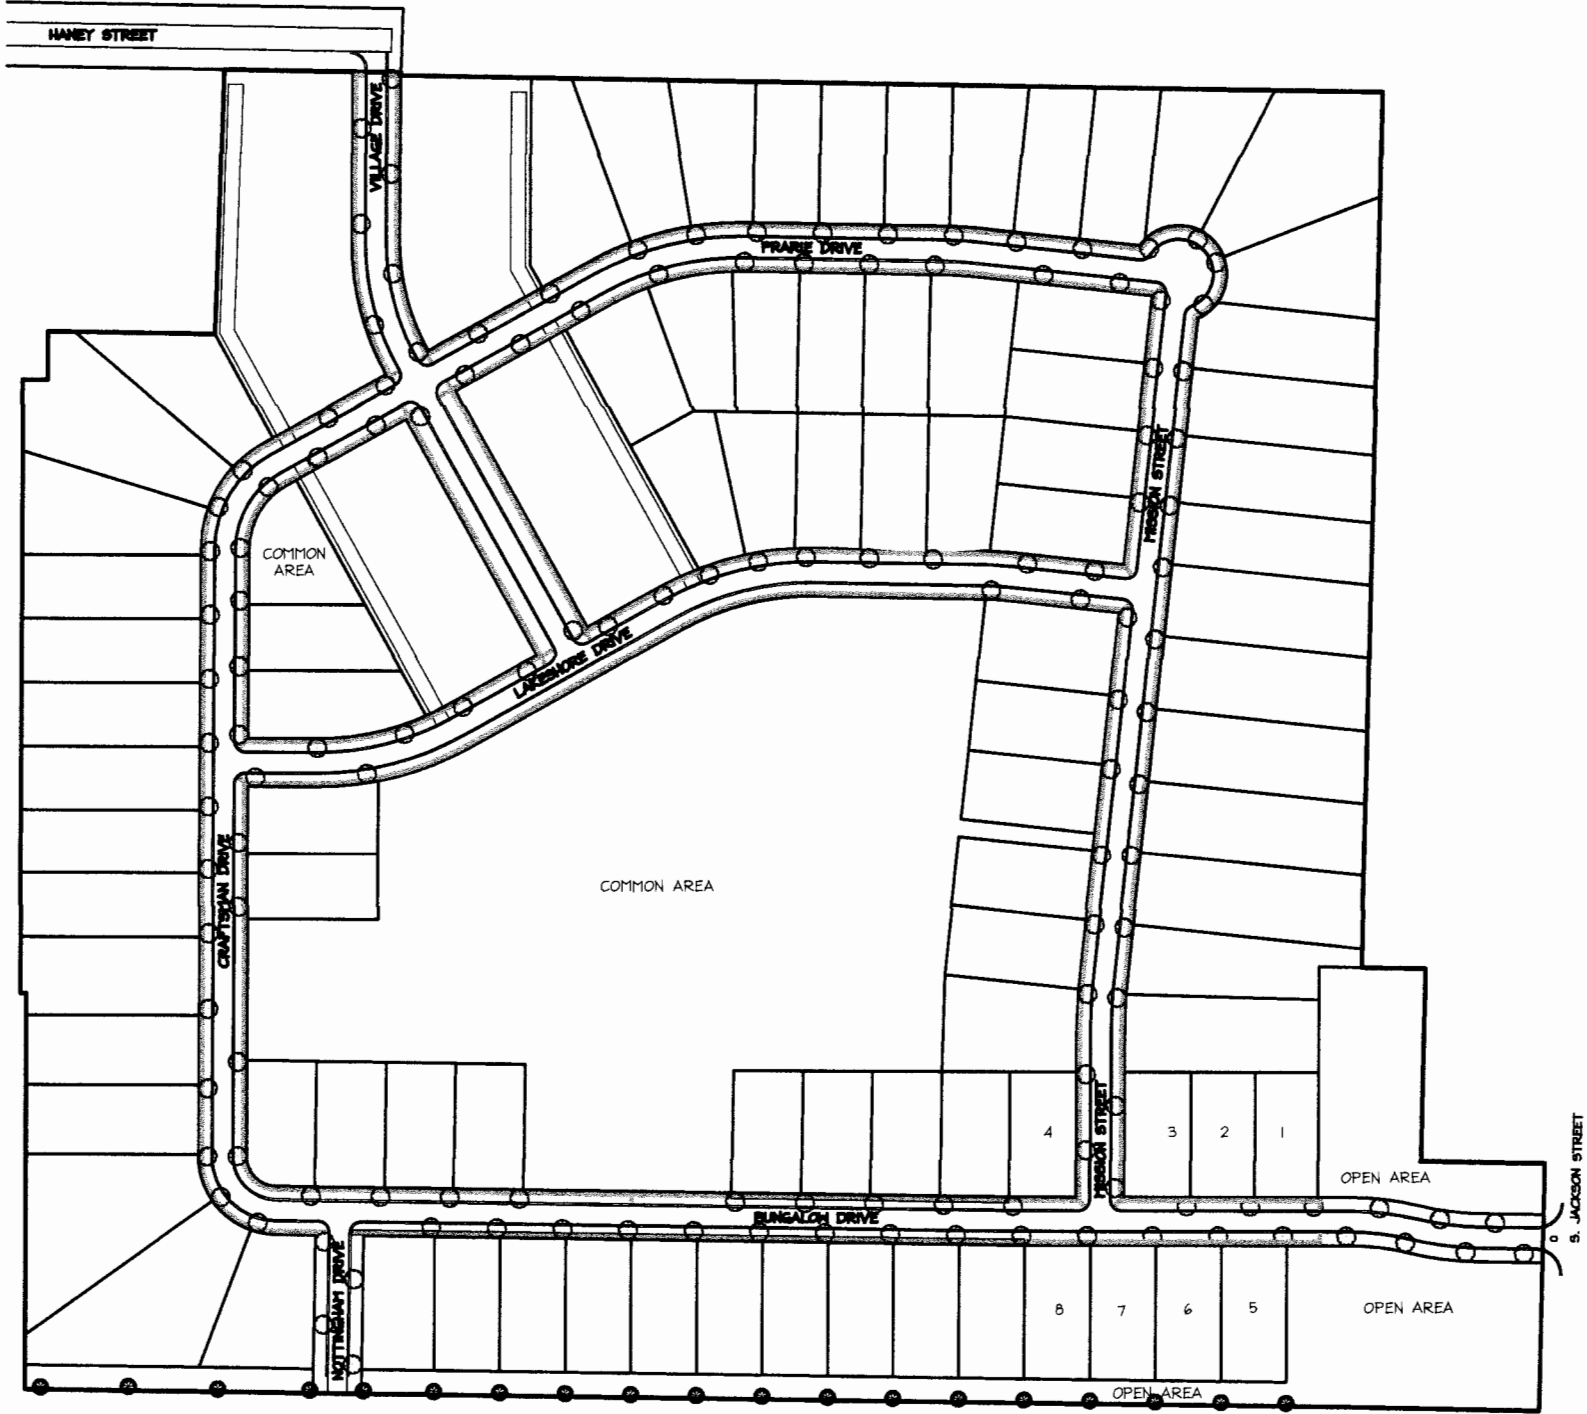 HANEY STREET
VILLAGE DRIVE
PRARIE DRIVE
MISSION STREET
COMMON
AREA
LAKESHORE DRIVE
CRAFTSMAN DRIVE
COMMON AREA
4
MISSION STREET
3
2
1
OPEN AREA
S. JACKSON STREET
BUNGALOW DRIVE
0
NOTTINGHAM DRIVE
8
7
6
5
OPEN AREA
OPEN AREA